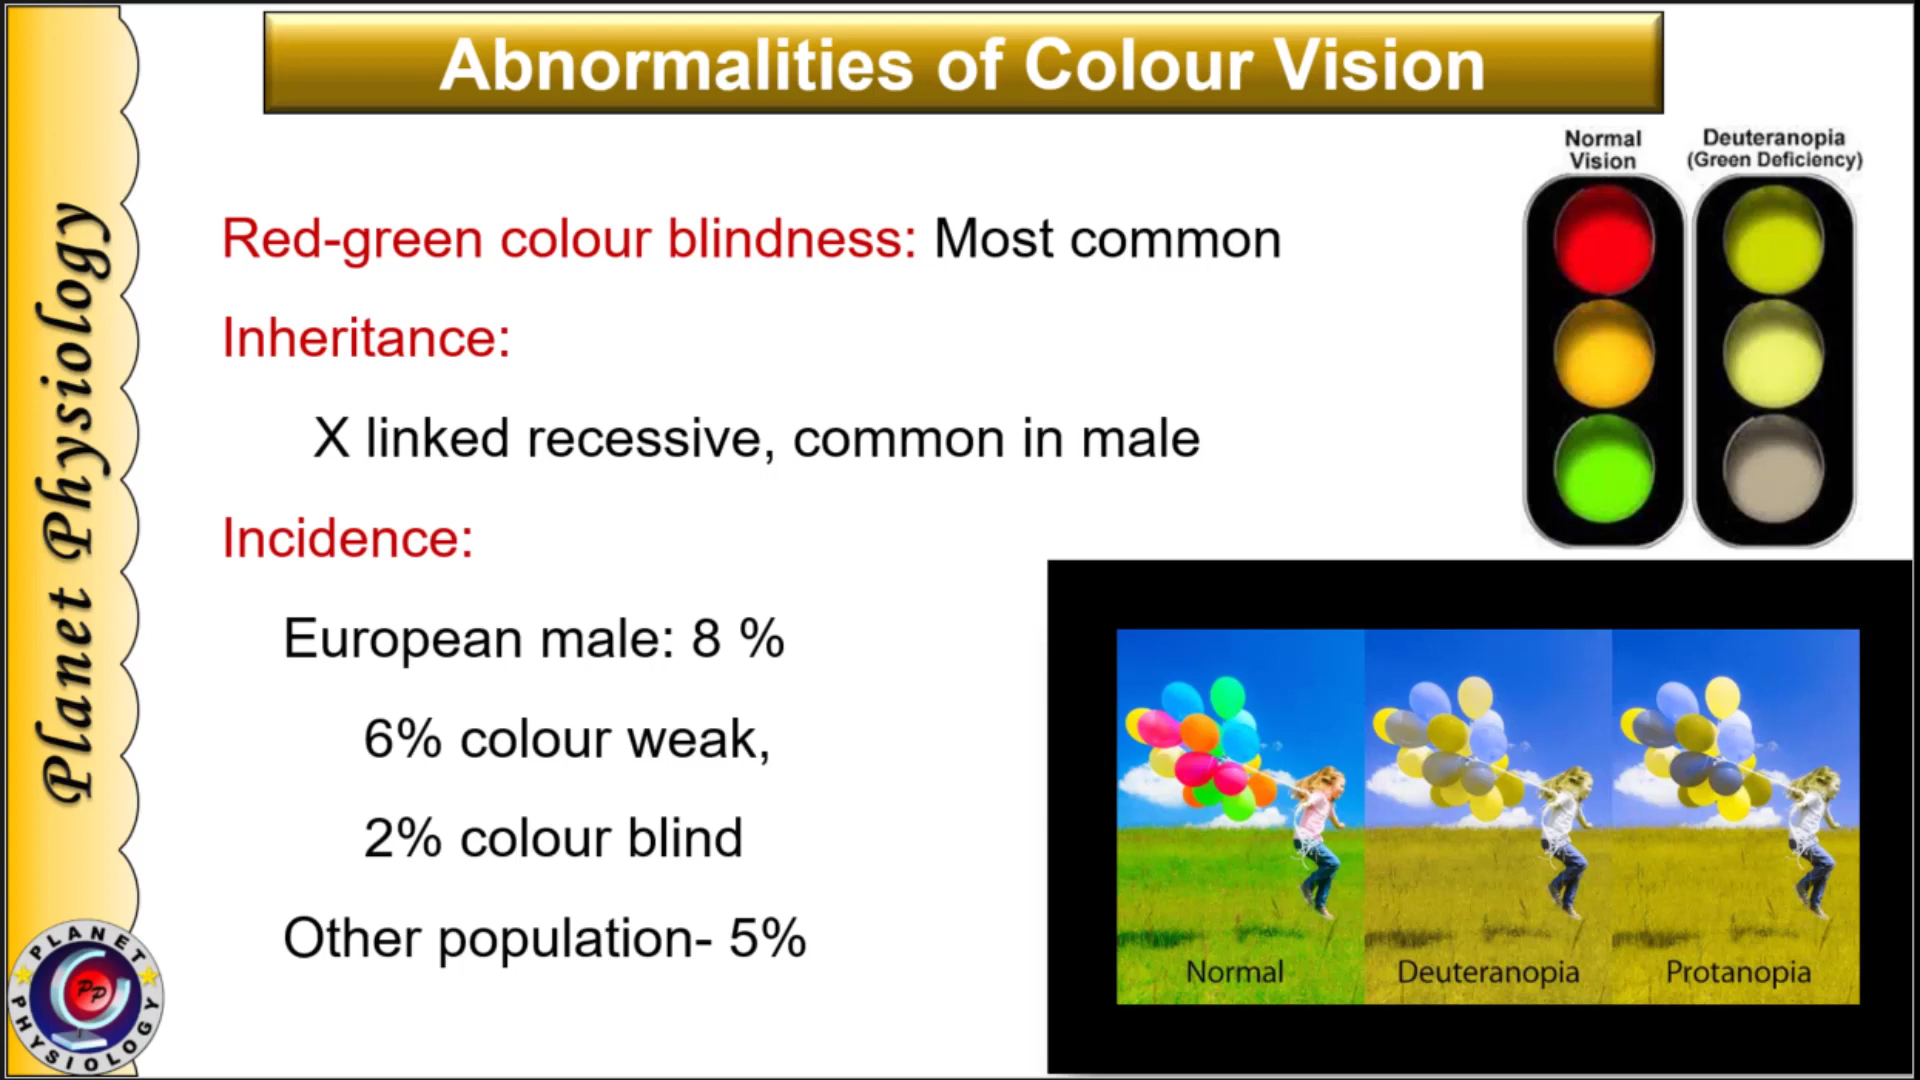 Abnormalities of Colour Vision
Normal
Vision
Deuteranopia
(Green Deficiency)
Red-green colour blindness: Most common
Inheritance:
X linked recessive, common in male
Incidence:
European male: 8 %
6% colour weak,
2% colour blind
Other population- 5%
Normal
Deuteranopia
Protanopia
Planet Physiology
PLANET
PP
PHYSIOLOGY